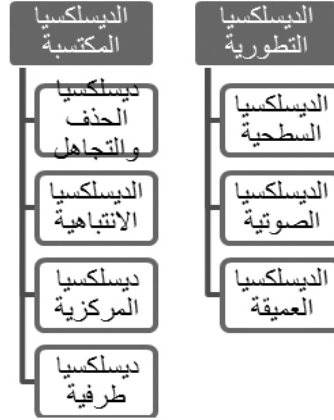 الديسلكسيا
التطورية
الديسلكسيا
السطحية
الديسلكسيا
الصوتية
الديسلكسيا
العميقة
الديسلكسيا
المكتسبة
ديسلكسيا
الحذف
والتجاهل
الديسلكسيا
الانتباهية
ديسلكسيا
المركزية
ديسلكسيا
طرفية